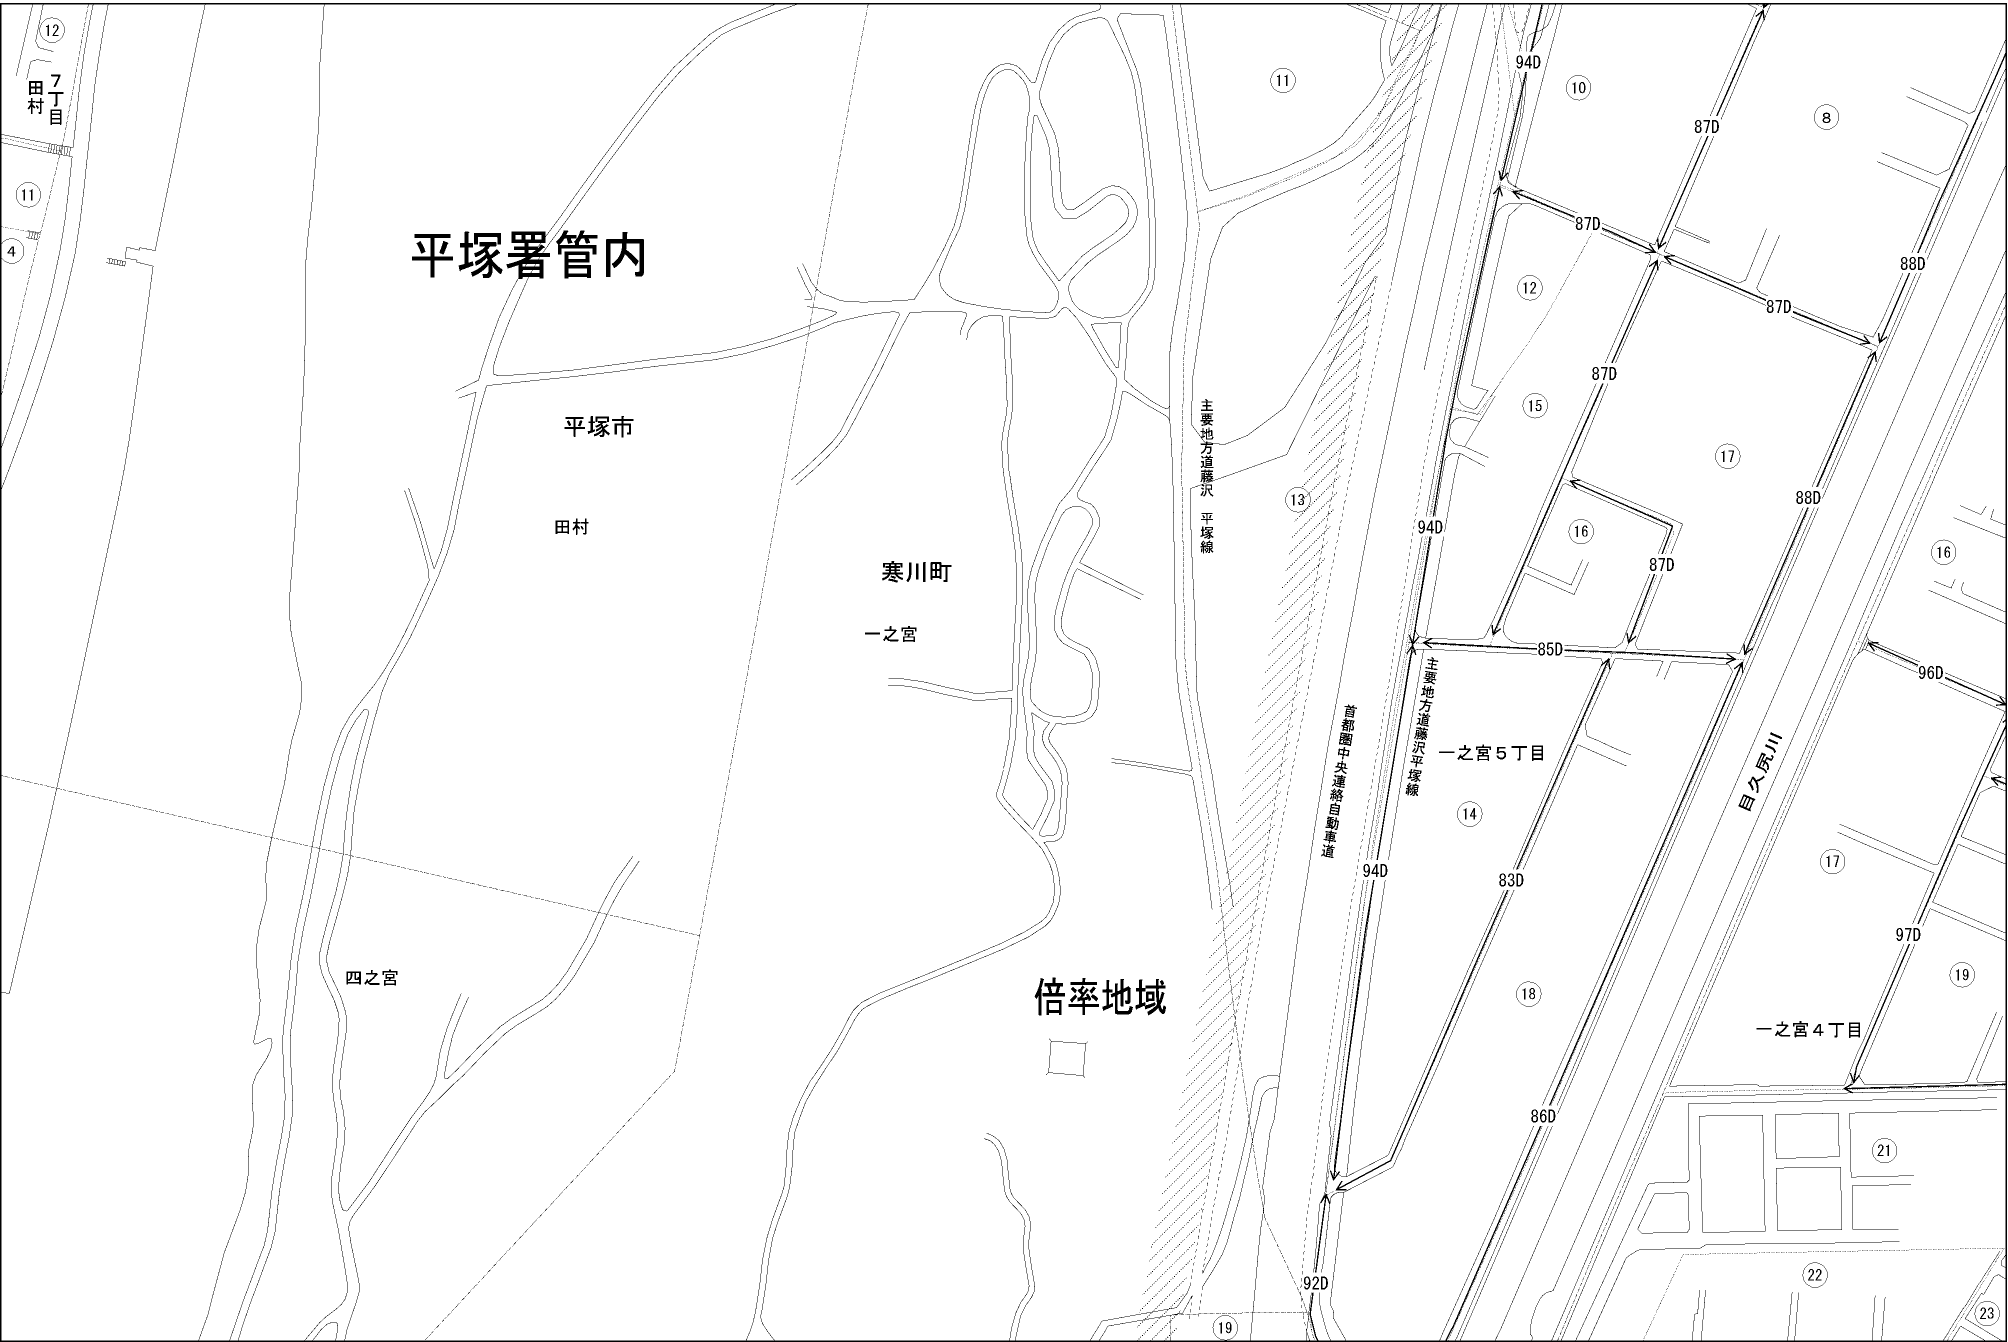 12
７丁目
田村
11
4
平塚署管内
平塚市
田村
四之宮
寒川町
一之宮
倍率地域
主要地方道藤沢　平塚線
11
94D
10
87D
8
87D
12
87D
88D
87D
15
17
13
94D
16
87D
88D
16
85D
96D
主要地方道藤沢平塚線
首都圏中央連絡自動車道
一之宮５丁目
目久尻川
14
94D
83D
17
97D
18
19
一之宮４丁目
86D
21
92D
22
19
23